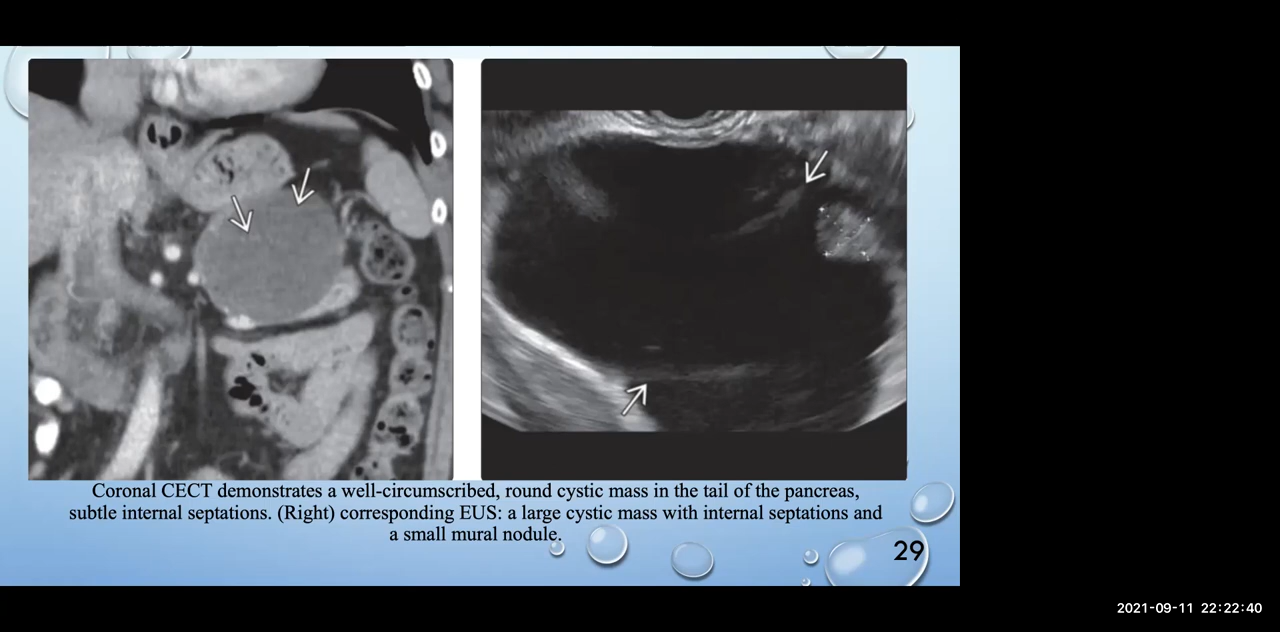 Coronal CECT demonstrates a well-circumscribed, round cystic mass in the tail of the pancreas,
subtle internal septations. (Right) corresponding EUS: a large cystic mass with internal septations and
a small mural nodule.
29
2021-09-11 22:22:40